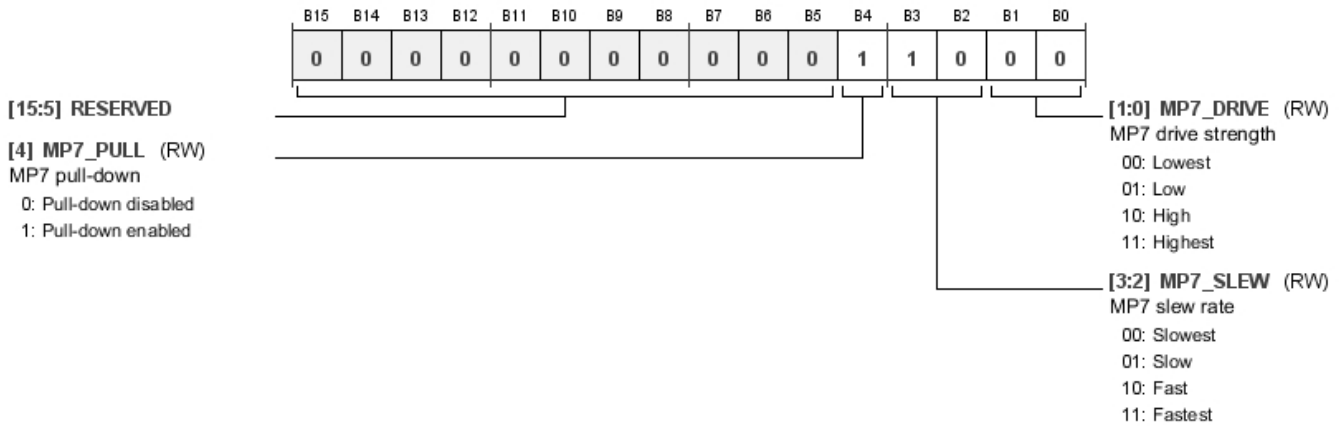 B15 B14 B13 B12 B11 B10 B9 B8 B7 B6 B5 B4 B3 B2 B1 B0
0 0 0 0 0 0 0 0 0 0 0 1 1 0 0 0
[15:5] RESERVED
[4] MP7_PULL (RW)
MP7 pull-down
0: Pull-down disabled
1: Pull-down enabled
[1:0] MP7_DRIVE (RW)
MP7 drive strength
00: Lowest
01: Low
10: High
11: Highest
[3:2] MP7_SLEW (RW)
MP7 slew rate
00: Slowest
01: Slow
10: Fast
11: Fastest